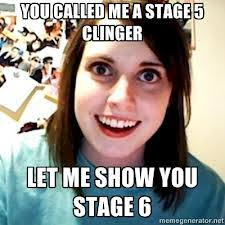 YOU CALLED ME A STAGE 5
CLINGER
LET ME SHOW YOU
STAGE 6
memegenerator.net